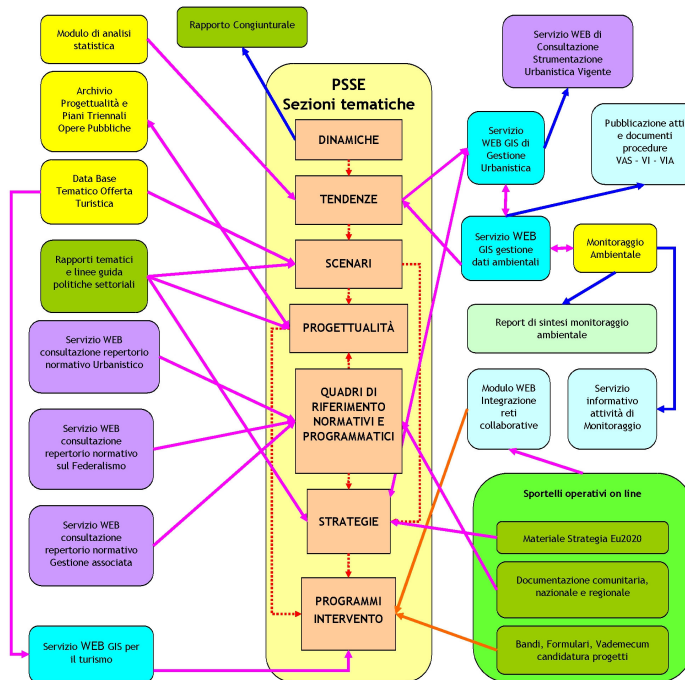 Modulo di analisi
statistica
Rapporto Congiunturale
Servizio WEB di
Consultazione
Strumentazione
Urbanistica Vigente
Archivio
Progettualità e
Piani Triennali
Opere Pubbliche
PSSE
Sezioni tematiche
DINAMICHE
Servizio
WEB GIS di
Gestione
Urbanistica
Pubblicazione atti
e documenti
procedure
VAS - VI - VIA
Data Base
Tematico Offerta
Turistica
TENDENZE
Servizio WEB
GIS gestione
dati ambientali
Monitoraggio
Ambientale
Rapporti tematici
e linee guida
politiche settoriali
SCENARI
PROGETTUALITÀ
Report di sintesi monitoraggio
ambientale
Servizio WEB
consultazione repertorio
normativo Urbanistico
QUADRI DI
RIFERIMENTO
NORMATIVI E
PROGRAMMATICI
Modulo WEB
Integrazione
reti
collaborative
Servizio
informativo
attività di
Monitoraggio
Servizio WEB
consultazione
repertorio normativo
sul Federalismo
Sportelli operativi on line
Servizio WEB
consultazione
repertorio normativo
Gestione associata
STRATEGIE
Materiale Strategia Eu2020
Documentazione comunitaria,
nazionale e regionale
PROGRAMMI
INTERVENTO
Servizio WEB GIS per
il turismo
Bandi, Formulari, Vademecum
candidatura progetti